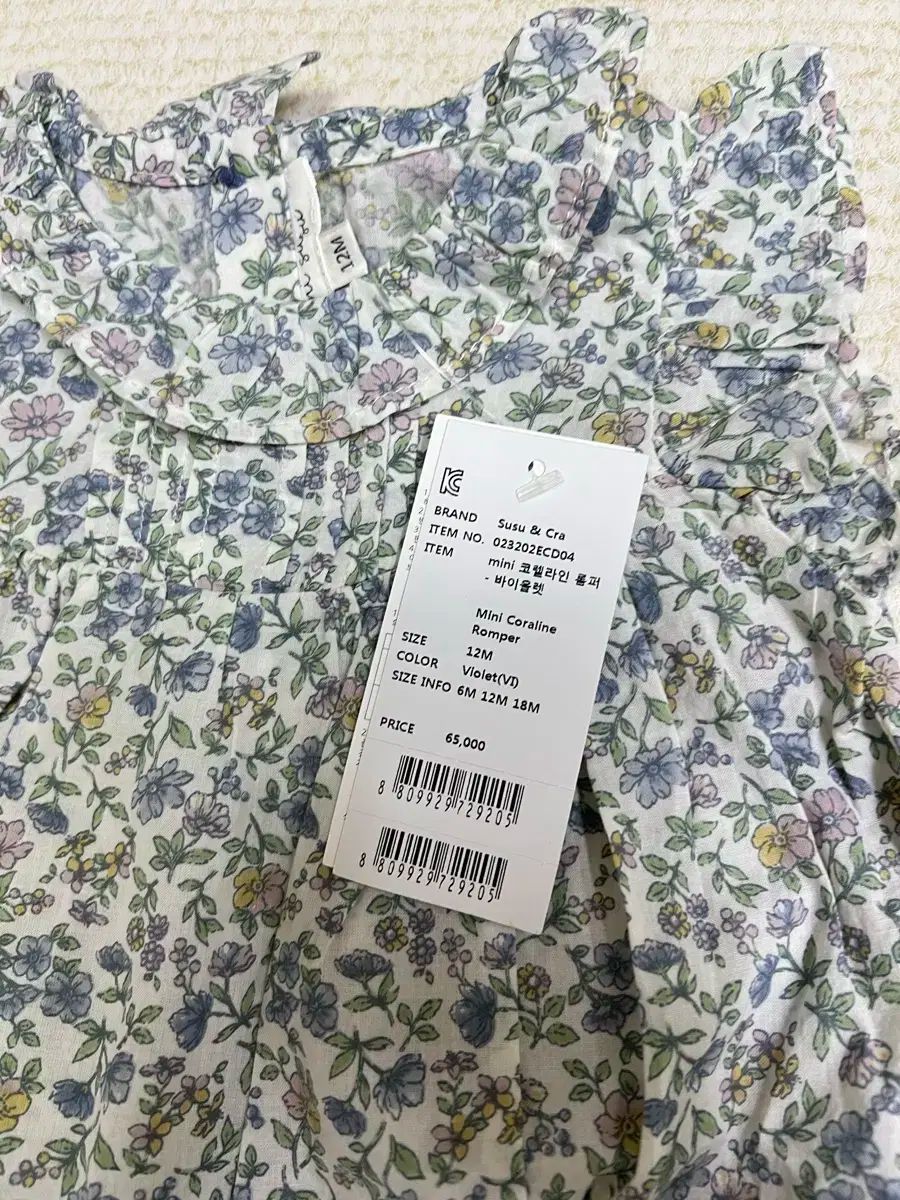 12M
KC
BRAND Susu & Cra
ITEM NO. 023202ECD04
ITEM mini 코렐라인 롬퍼
- 바이올렛
Mini Coraline
Romper
SIZE 12M
COLOR Violet(VI)
SIZE INFO 6M 12M 18M
PRICE 65,000
8 809929 729205
8 809929 729205